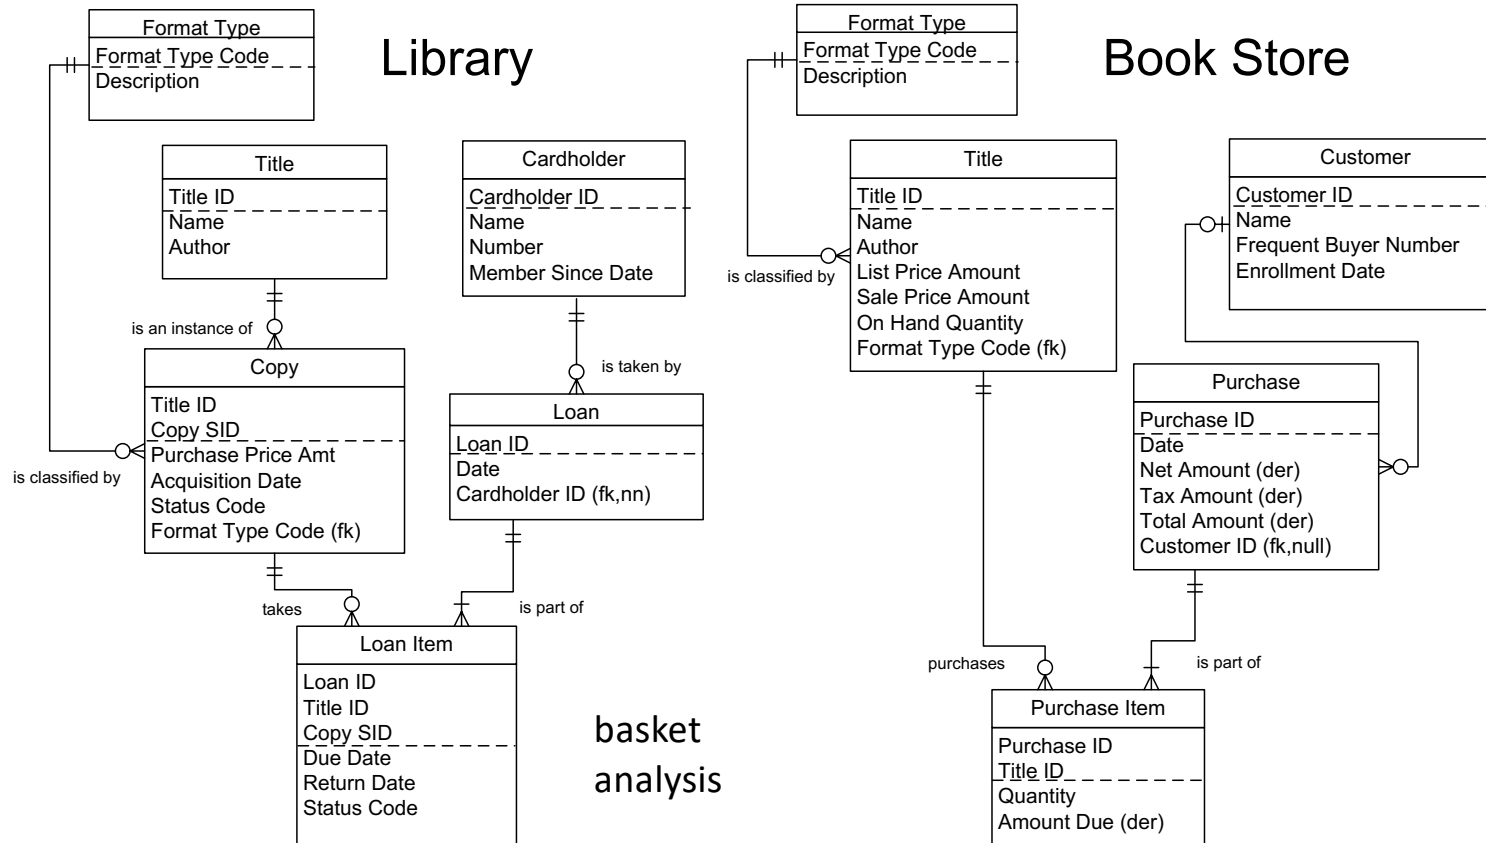 Library
Format Type
Format Type Code
Description
Title
Title ID
Name
Author
Cardholder
Cardholder ID
Name
Number
Member Since Date
is an instance of
is taken by
Copy
Title ID
Copy SID
Purchase Price Amt
Acquisition Date
Status Code
Format Type Code (fk)
is classified by
Loan
Loan ID
Date
Cardholder ID (fk,nn)
takes
is part of
Loan Item
Loan ID
Title ID
Copy SID
Due Date
Return Date
Status Code
basket
analysis
Book Store
Format Type
Format Type Code
Description
is classified by
Title
Title ID
Name
Author
List Price Amount
Sale Price Amount
On Hand Quantity
Format Type Code (fk)
Customer
Customer ID
Name
Frequent Buyer Number
Enrollment Date
Purchase
Purchase ID
Date
Net Amount (der)
Tax Amount (der)
Total Amount (der)
Customer ID (fk,null)
purchases
is part of
Purchase Item
Purchase ID
Title ID
Quantity
Amount Due (der)